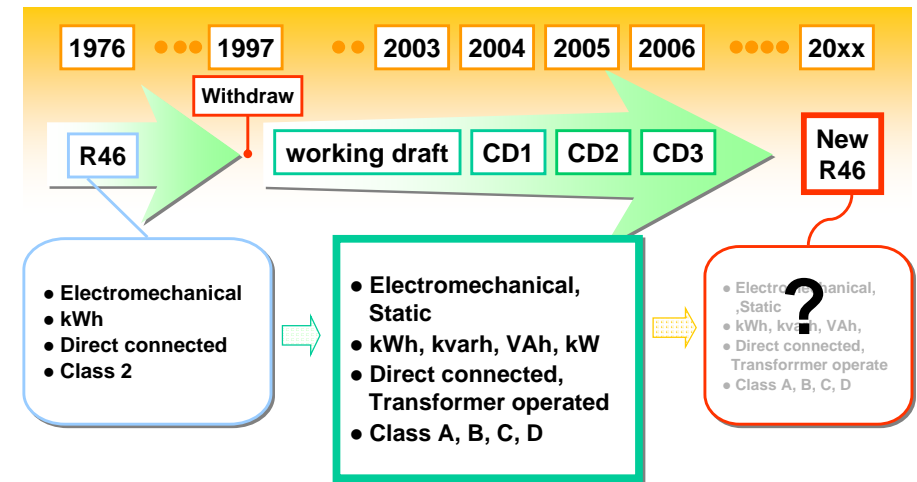 1976 ●●● 1997 ●● 2003 2004 2005 2006 ●●●● 20xx
Withdraw
R46
working draft CD1 CD2 CD3
New
R46
● Electromechanical
● kWh
● Direct connected
● Class 2
● Electromechanical,
Static
● kWh, kvarh, VAh, kW
● Direct connected,
Transformer operated
● Class A, B, C, D
?
● Electromechanical,
,Static
● kWh, kvarh, VAh,
● Direct connected,
Transforrmer operate
● Class A, B, C, D